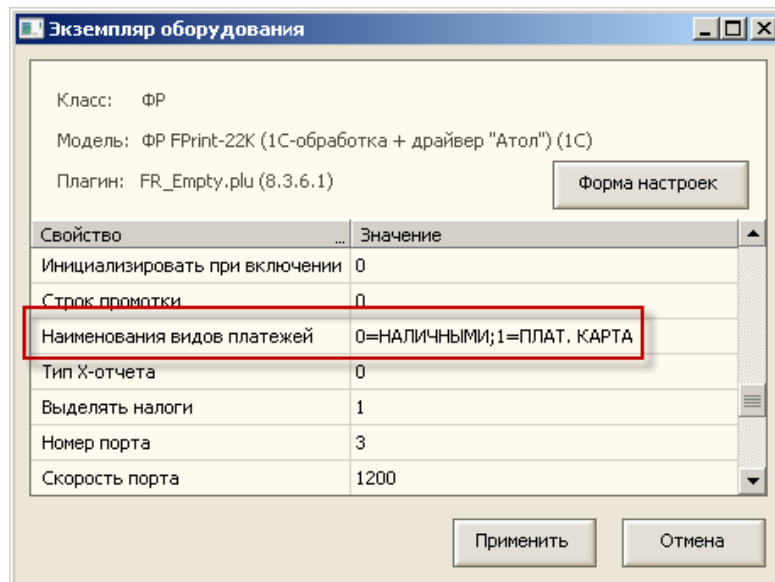 Экземпляр оборудования
Класс: ФР
Модель: ФР FPrint-22К (1С-обработка + драйвер "Атол") (1С)
Плагин: FR_Empty.plu (8.3.6.1)
Форма настроек
Свойство ... Значение
Инициализировать при включении 0
Строк промотки 0
Наименования видов платежей 0=НАЛИЧНЫМИ;1=ПЛАТ. КАРТА
Тип X-отчета 0
Выделять налоги 1
Номер порта 3
Скорость порта 1200
Применить Отмена